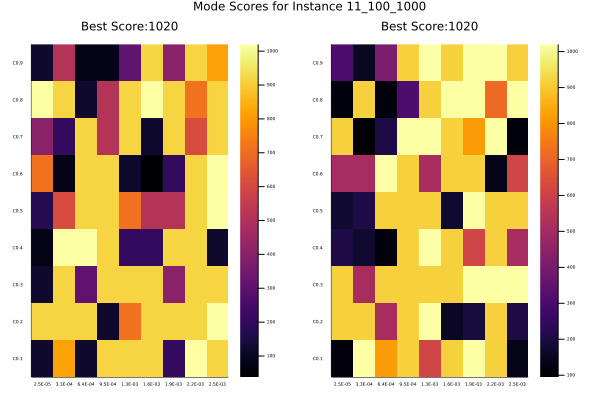 Mode Scores for Instance 11_100_1000
Best Score:1020
C0.9
C0.8
C0.7
C0.6
C0.5
C0.4
C0.3
C0.2
C0.1
2.5E-05 3.3E-04 6.4E-04 9.5E-04 1.3E-03 1.6E-03 1.9E-03 2.2E-03 2.5E-03
1000
900
800
700
600
500
400
300
200
100
Best Score:1020
C0.9
C0.8
C0.7
C0.6
C0.5
C0.4
C0.3
C0.2
C0.1
2.5E-05 3.3E-04 6.4E-04 9.5E-04 1.3E-03 1.6E-03 1.9E-03 2.2E-03 2.5E-03
1000
900
800
700
600
500
400
300
200
100